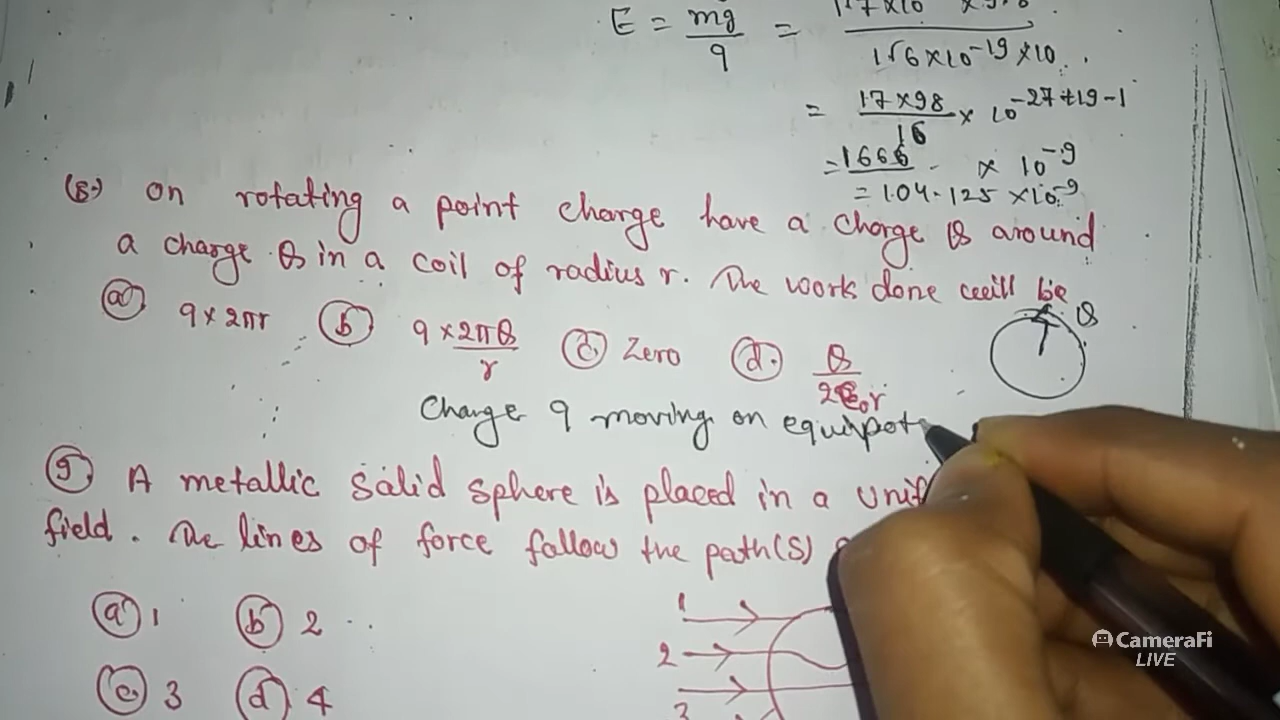 E = mg/q =
1.6×10-19×10
= 17×98/16 × 10-27+19-1
= 1666 × 10-9
= 104.125 ×10-9
(8.) On rotating a point charge have a charge Q around
a charge Q in a coil of radius r. The work done will be
(a) q×2πr (b) q×2πQ/r (c) Zero (d.) Q/2ε0r
Q
Charge q moving on equipot
(9) A metallic solid sphere is placed in a unif
field. The lines of force follow the path(s)
(a) 1 (b) 2
(c) 3 (d) 4
1
2
3
CameraFi
LIVE